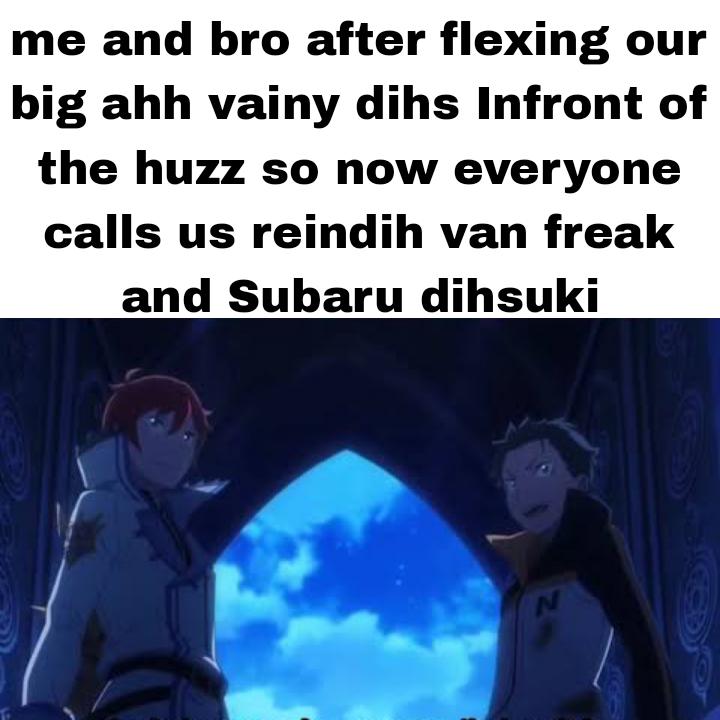 me and bro after flexing our
big ahh vainy dihs Infront of
the huzz so now everyone
calls us reindih van freak
and Subaru dihsuki
N